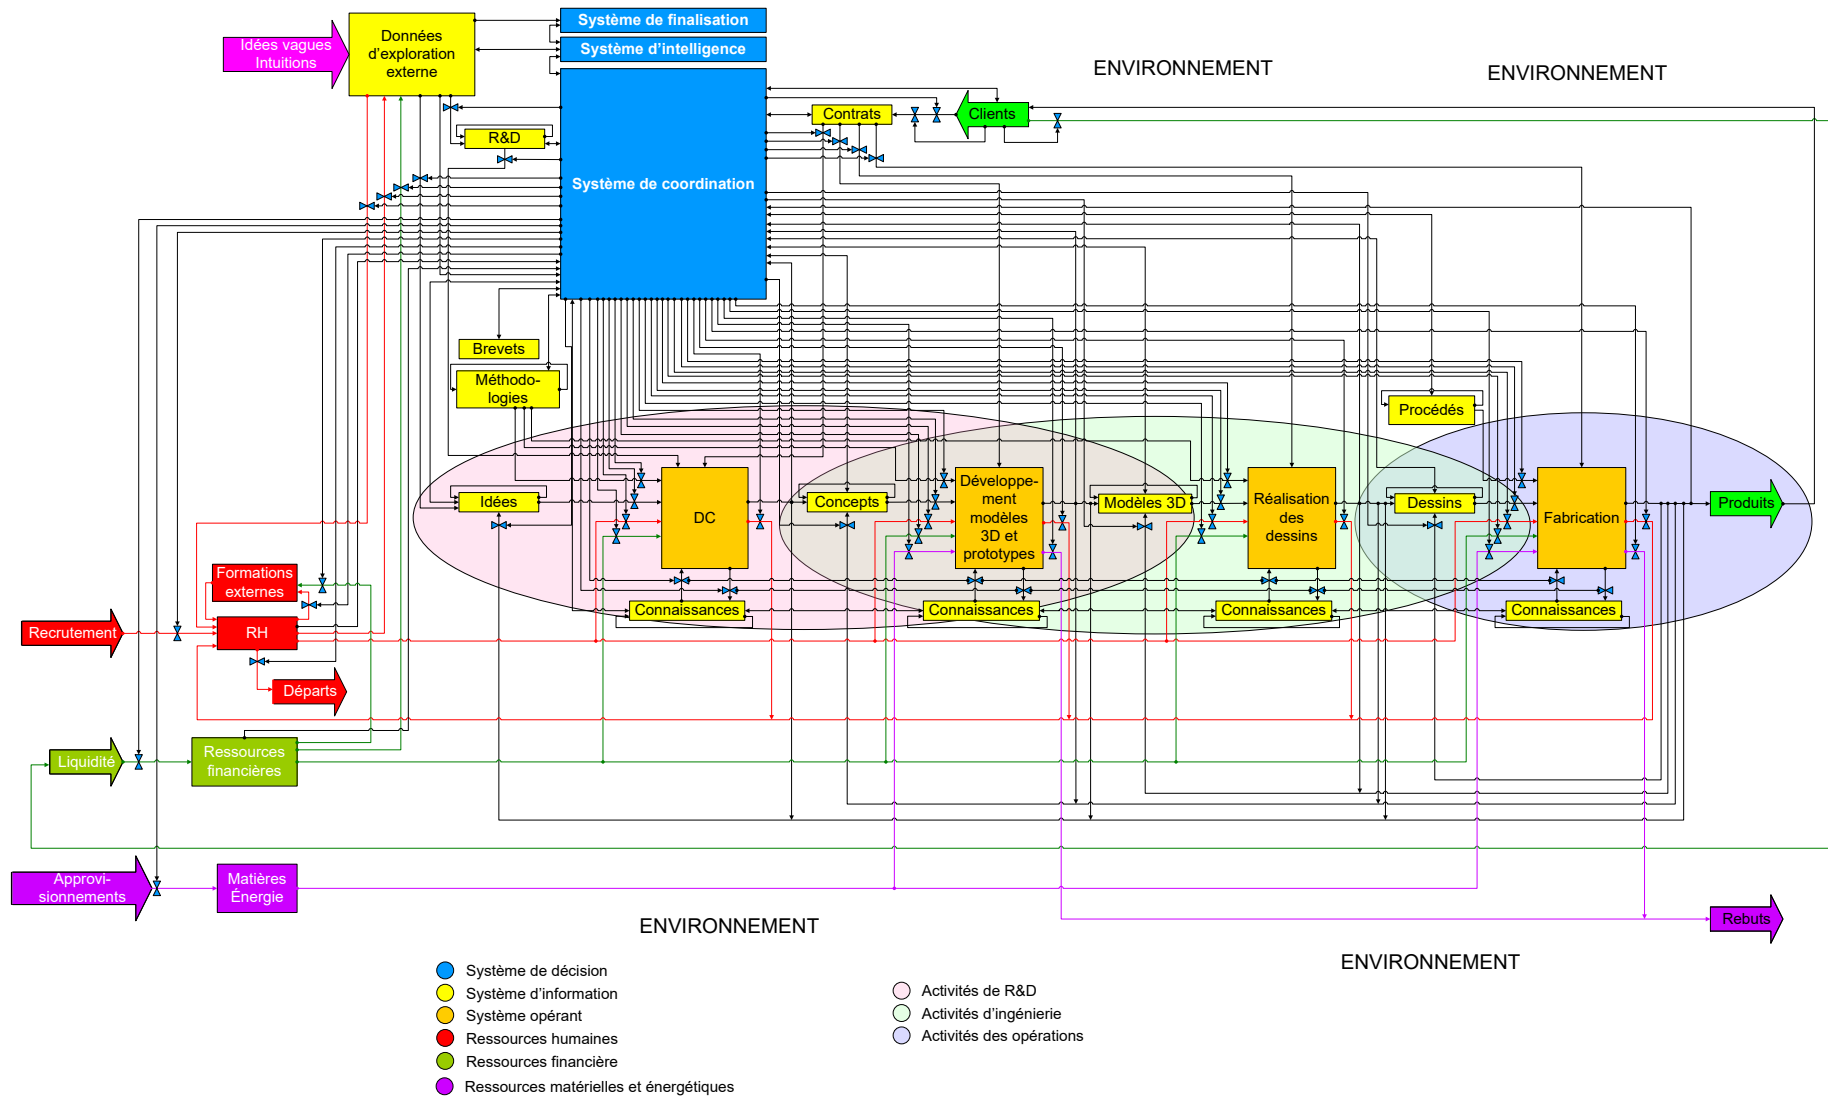 Idées vagues
Intuitions
Données
d'exploration
externe
Système de finalisation
Système d'intelligence
Système de coordination
ENVIRONNEMENT
ENVIRONNEMENT
Contrats
Clients
R&D
Brevets
Méthodo-
logies
Procédés
Idées
DC
Concepts
Développe-
ment
modèles
3D et
prototypes
Modèles 3D
Réalisation
des
dessins
Dessins
Fabrication
Produits
Connaissances
Connaissances
Connaissances
Connaissances
Formations
externes
Recrutement
RH
Départs
Liquidité
Ressources
financières
Approvi-
sionnements
Matières
Énergie
Rebuts
ENVIRONNEMENT
ENVIRONNEMENT
Système de décision
Système d'information
Système opérant
Ressources humaines
Ressources financière
Ressources matérielles et énergétiques
Activités de R&D
Activités d'ingénierie
Activités des opérations